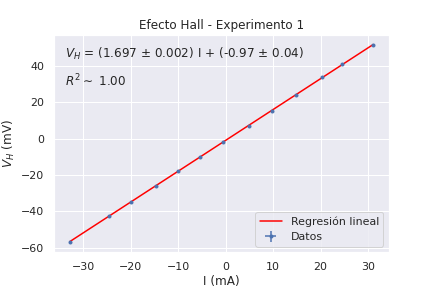 Efecto Hall - Experimento 1
V_H = (1.697 ± 0.002) I + (-0.97 ± 0.04)
R² ~ 1.00
V_H (mV)
40
20
0
−20
−40
−60
Regresión lineal
Datos
−30 −20 −10 0 10 20 30
I (mA)